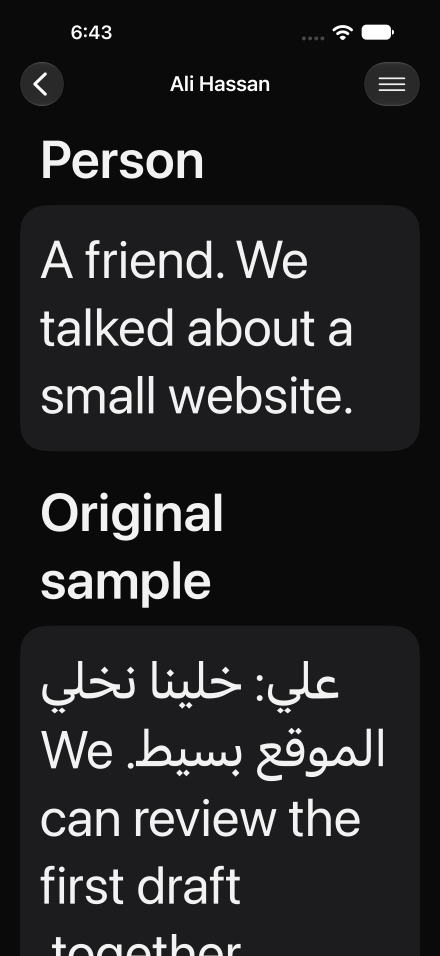 6:43
Ali Hassan
Person
A friend. We
talked about a
small website.
Original
sample
علي: خلينا نخلي
الموقع بسيط. We
can review the
first draft
together